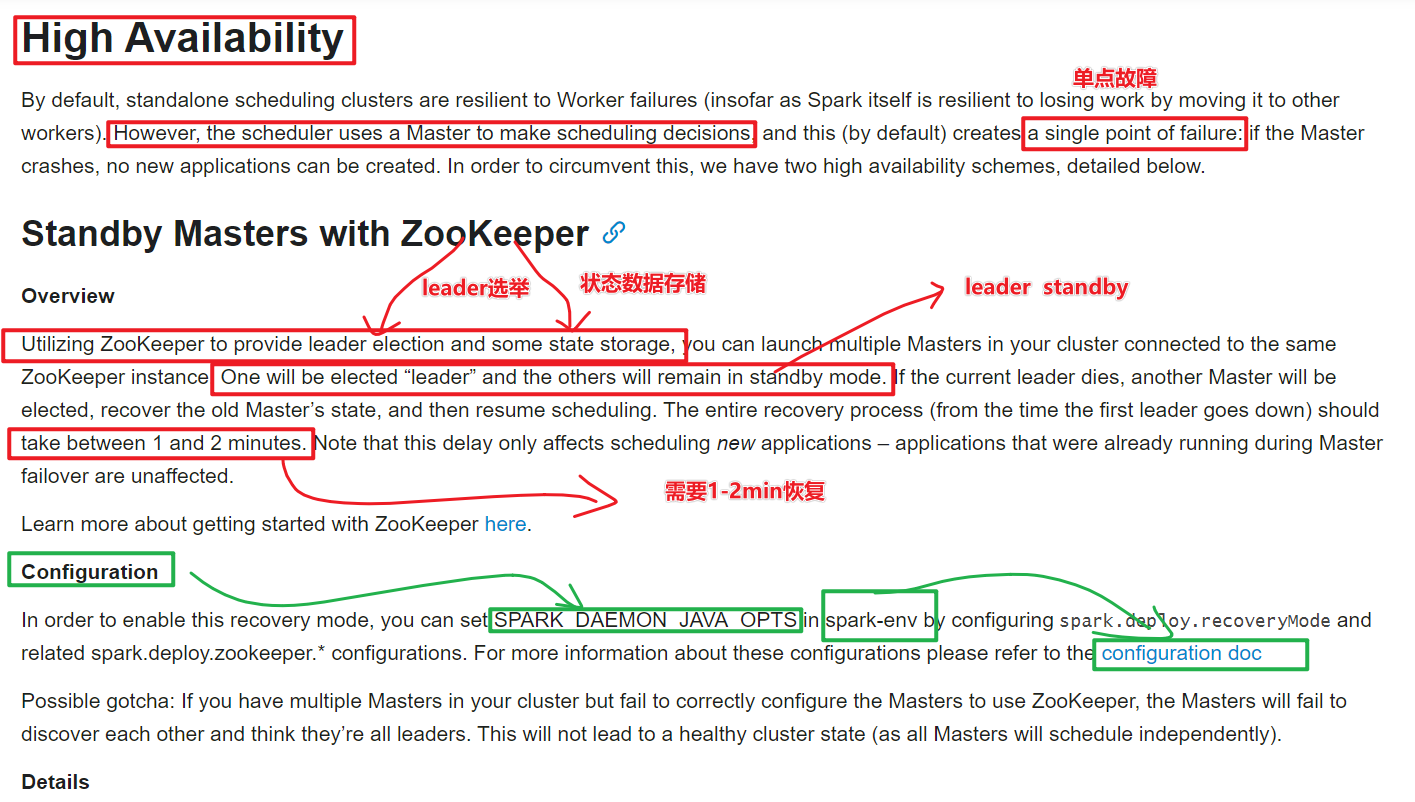 High Availability
单点故障
By default, standalone scheduling clusters are resilient to Worker failures (insofar as Spark itself is resilient to losing work by moving it to other
workers). However, the scheduler uses a Master to make scheduling decisions, and this (by default) creates a single point of failure: if the Master
crashes, no new applications can be created. In order to circumvent this, we have two high availability schemes, detailed below.
Standby Masters with ZooKeeper
leader选举
状态数据存储
leader standby
Overview
Utilizing ZooKeeper to provide leader election and some state storage, you can launch multiple Masters in your cluster connected to the same
ZooKeeper instance. One will be elected “leader” and the others will remain in standby mode. If the current leader dies, another Master will be
elected, recover the old Master’s state, and then resume scheduling. The entire recovery process (from the time the first leader goes down) should
take between 1 and 2 minutes. Note that this delay only affects scheduling new applications – applications that were already running during Master
failover are unaffected.
需要1-2min恢复
Learn more about getting started with ZooKeeper here.
Configuration
In order to enable this recovery mode, you can set SPARK_DAEMON_JAVA_OPTS in spark-env by configuring spark.deploy.recoveryMode and
related spark.deploy.zookeeper.* configurations. For more information about these configurations please refer to the configuration doc
Possible gotcha: If you have multiple Masters in your cluster but fail to correctly configure the Masters to use ZooKeeper, the Masters will fail to
discover each other and think they’re all leaders. This will not lead to a healthy cluster state (as all Masters will schedule independently).
Details